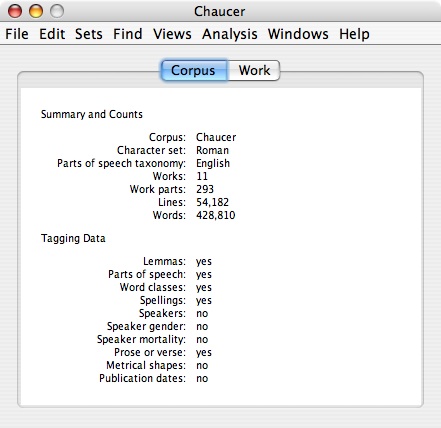 Chaucer
File Edit Sets Find Views Analysis Windows Help
Corpus Work
Summary and Counts
Corpus: Chaucer
Character set: Roman
Parts of speech taxonomy: English
Works: 11
Work parts: 293
Lines: 54,182
Words: 428,810
Tagging Data
Lemmas: yes
Parts of speech: yes
Word classes: yes
Spellings: yes
Speakers: no
Speaker gender: no
Speaker mortality: no
Prose or verse: yes
Metrical shapes: no
Publication dates: no